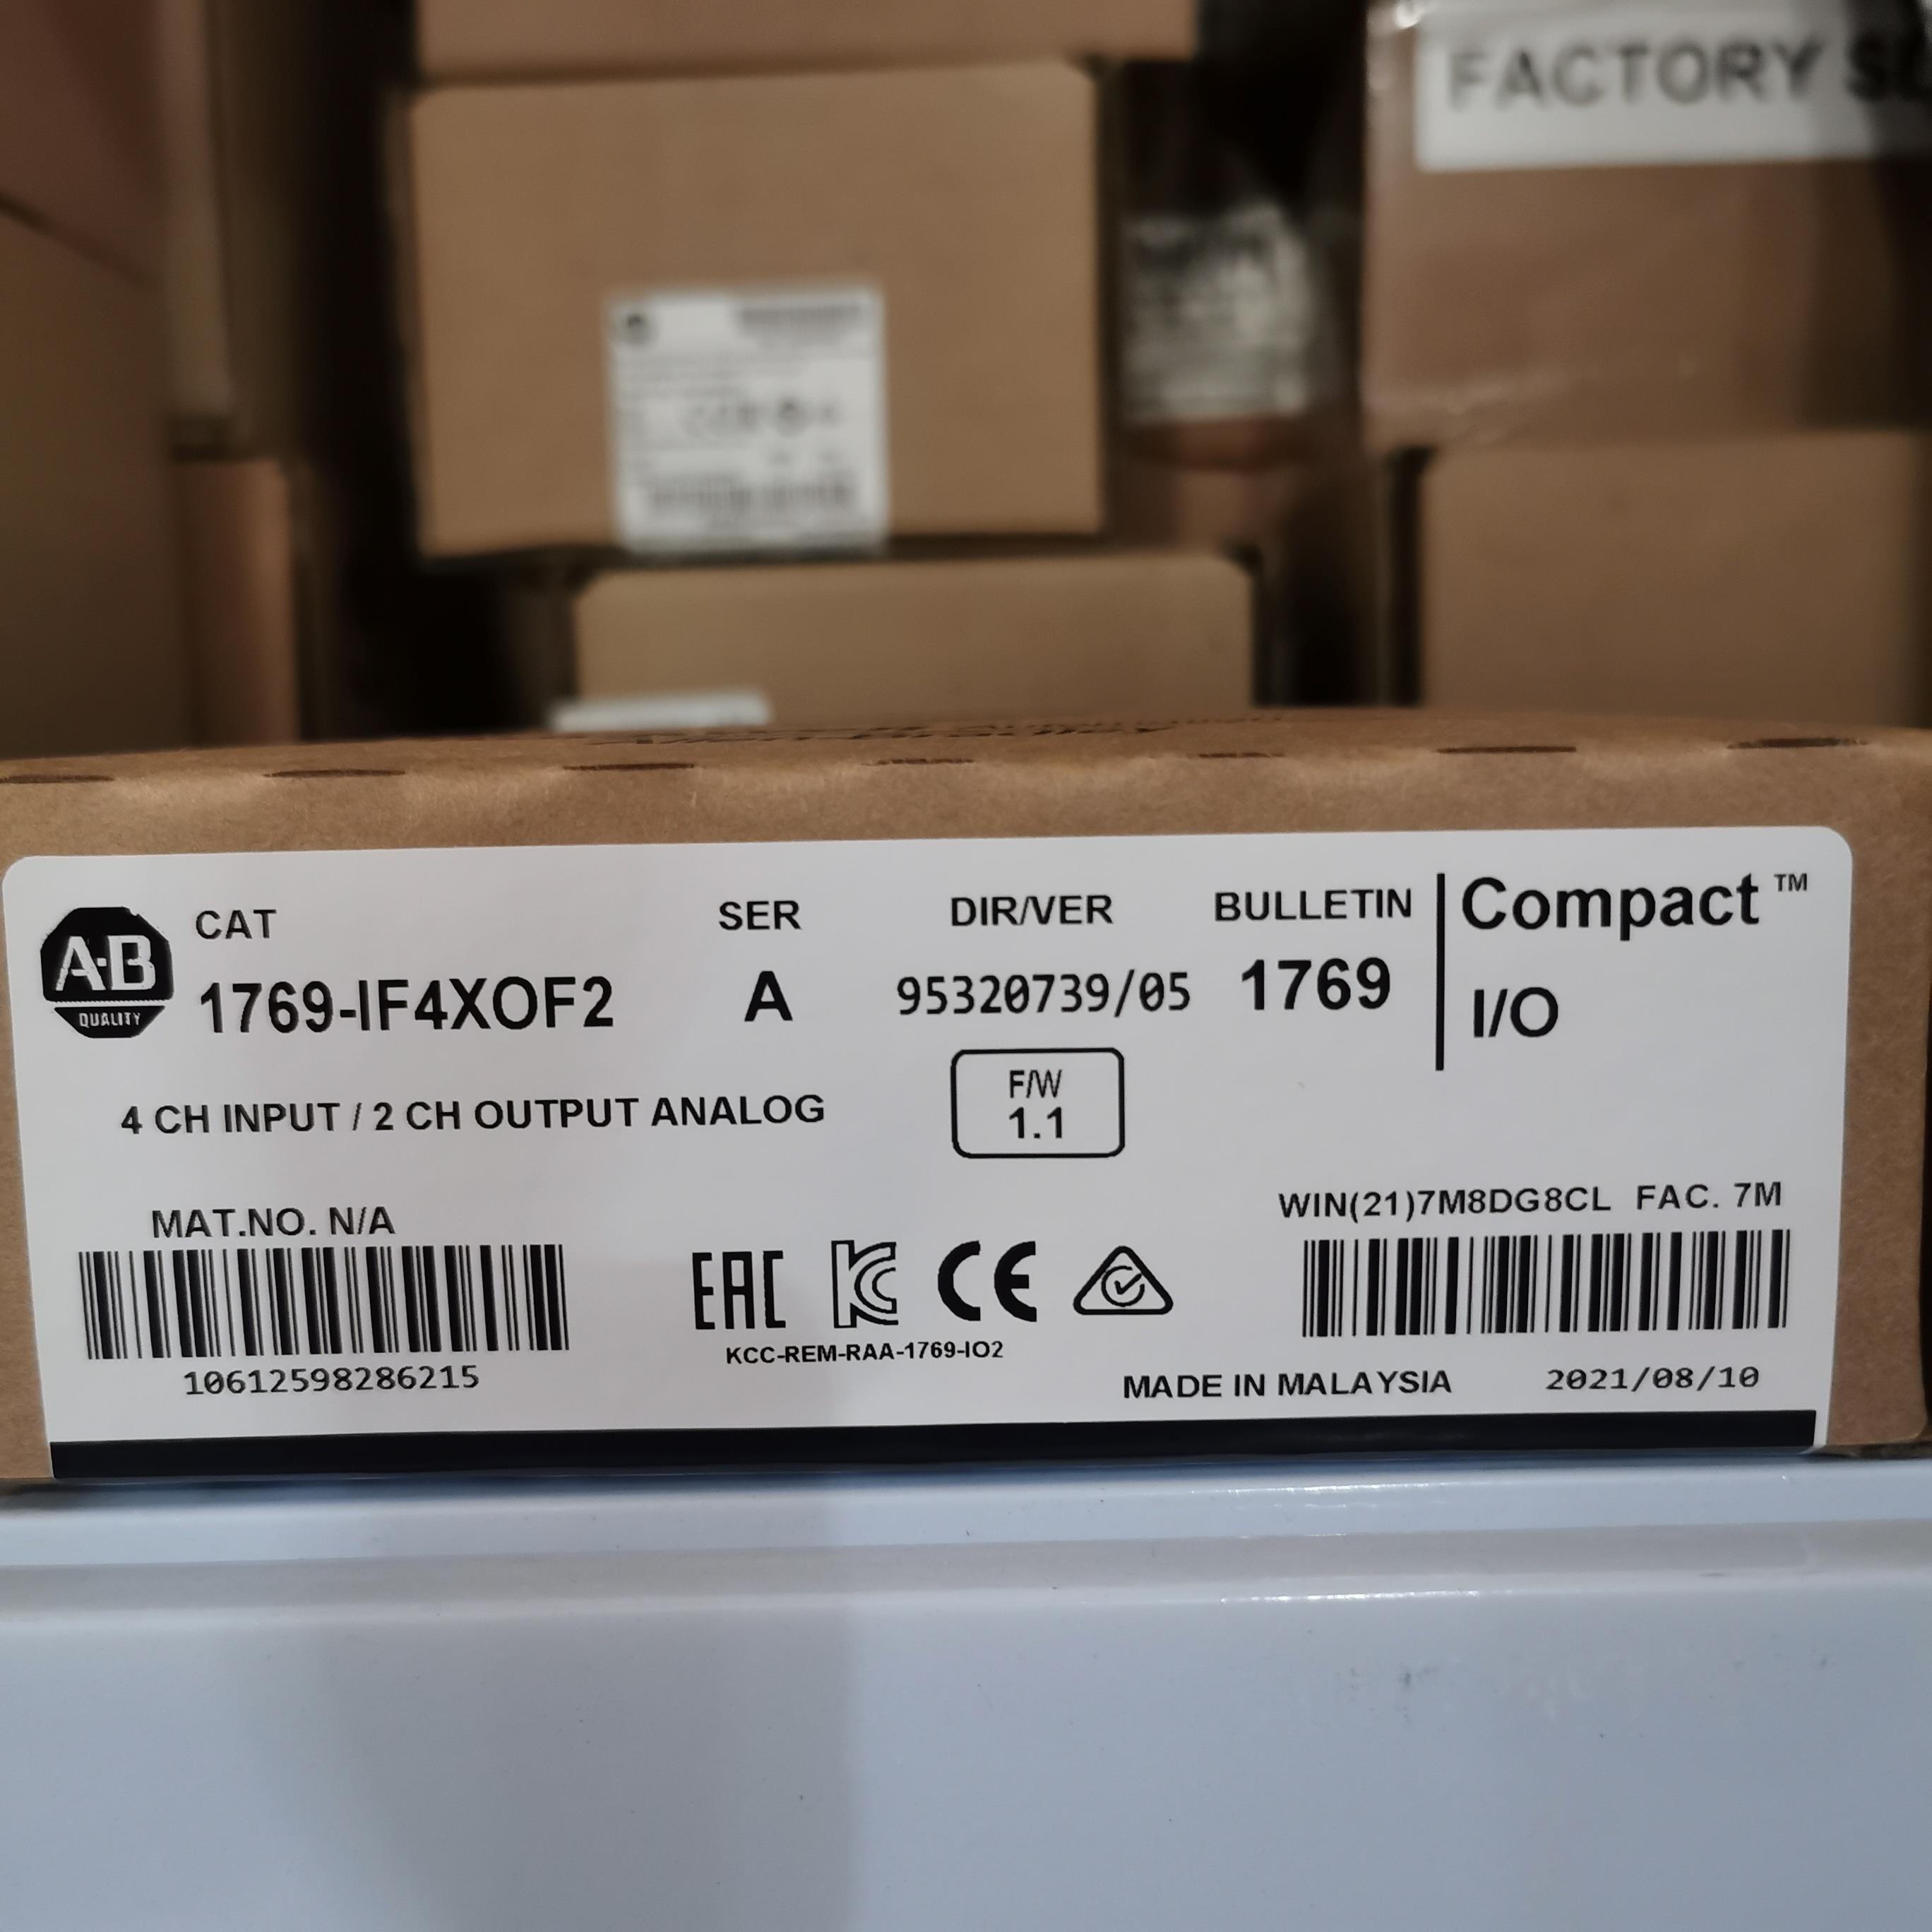 FACTORY
A·B
QUALITY
CAT
1769-IF4XOF2
SER
A
DIR/VER
95320739/05
BULLETIN
1769
Compact™
I/O
4 CH INPUT / 2 CH OUTPUT ANALOG
F/W
1.1
MAT.NO. N/A
10612598286215
EAC KC CE
KCC-REM-RAA-1769-IO2
WIN(21)7M8DG8CL FAC. 7M
MADE IN MALAYSIA 2021/08/10